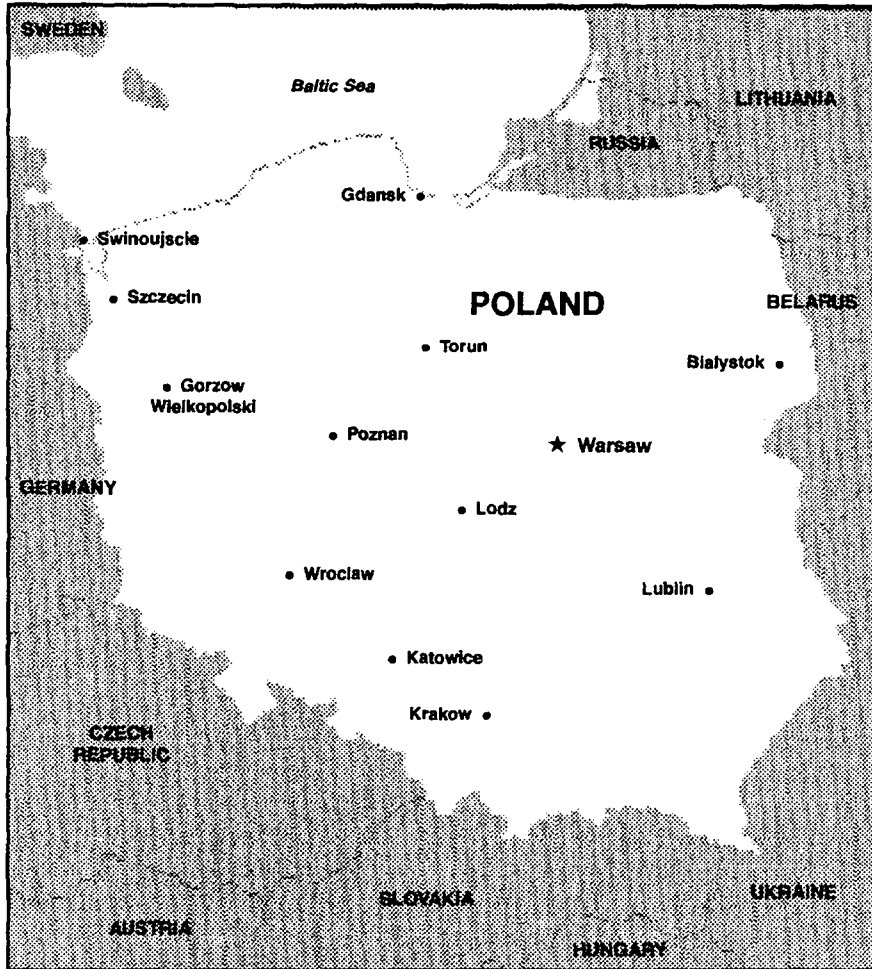 SWEDEN
Baltic Sea
LITHUANIA
RUSSIA
Gdansk
Swinoujscie
Szczecin
POLAND
BELARUS
Torun
Bialystok
Gorzow
Wielkopolski
Poznan
Warsaw
GERMANY
Lodz
Wroclaw
Lublin
Katowice
Krakow
CZECH
REPUBLIC
SLOVAKIA
UKRAINE
AUSTRIA
HUNGARY